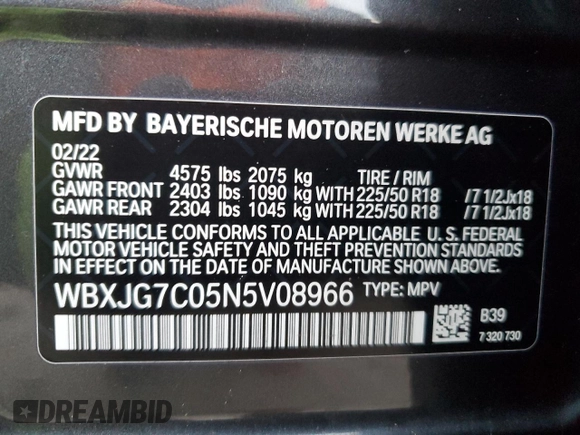 MFD BY BAYERISCHE MOTOREN WERKE AG
02/22
GVWR 4575 lbs 2075 kg TIRE / RIM
GAWR FRONT 2403 lbs 1090 kg WITH 225/50 R18 /7 1/2Jx18
GAWR REAR 2304 lbs 1045 kg WITH 225/50 R18 /7 1/2Jx18
THIS VEHICLE CONFORMS TO ALL APPLICABLE U. S. FEDERAL
MOTOR VEHICLE SAFETY AND THEFT PREVENTION STANDARDS
IN EFFECT ON THE DATE OF MANUFACTURE SHOWN ABOVE.
WBXJG7C05N5V08966 TYPE: MPV
B39
7 320 730
DREAMBID